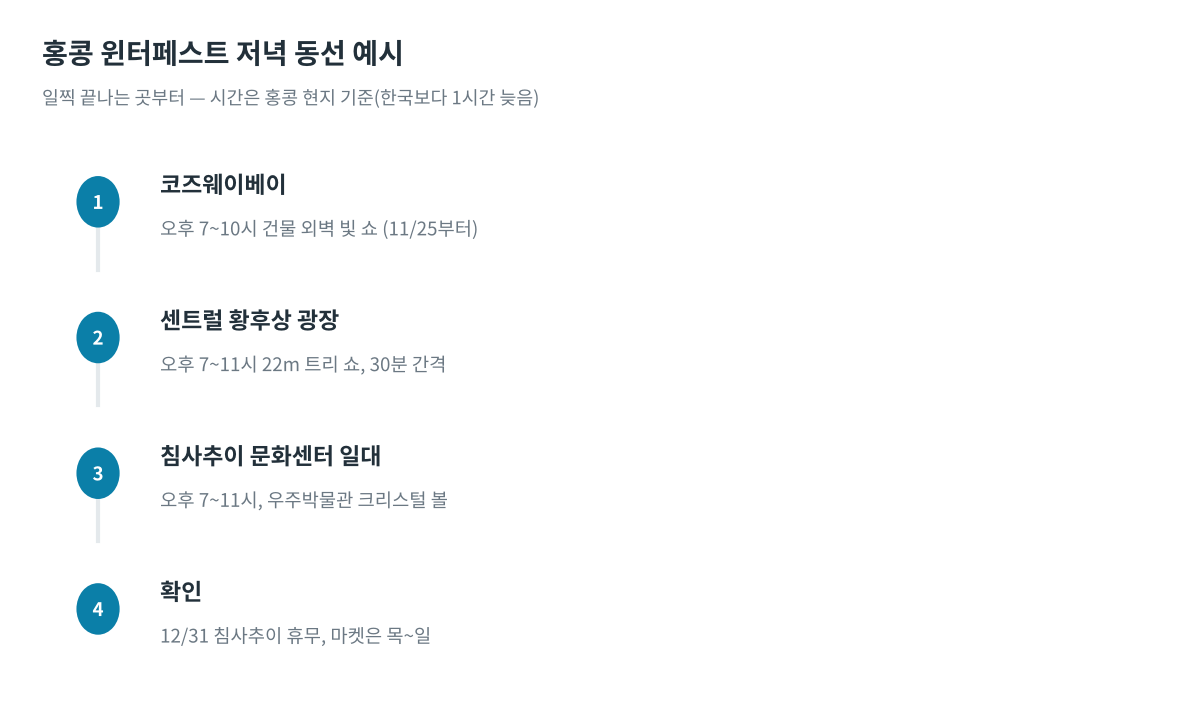 홍콩 윈터페스트 저녁 동선 예시
일찍 끝나는 곳부터 — 시간은 홍콩 현지 기준(한국보다 1시간 늦음)
1
코즈웨이베이
오후 7~10시 건물 외벽 빛 쇼 (11/25부터)
2
센트럴 황후상 광장
오후 7~11시 22m 트리 쇼, 30분 간격
3
침사추이 문화센터 일대
오후 7~11시, 우주박물관 크리스털 볼
4
확인
12/31 침사추이 휴무, 마켓은 목~일